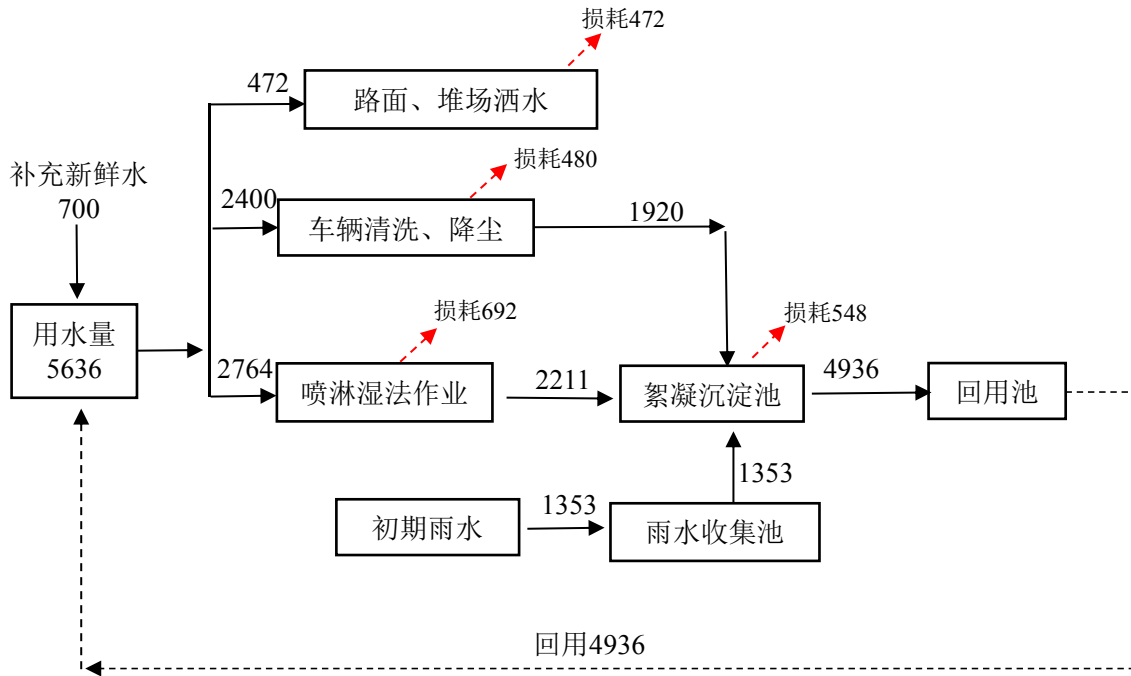 损耗472
472
路面、堆场洒水
损耗480
补充新鲜水
700
2400
车辆清洗、降尘
1920
损耗692
损耗548
用水量
5636
2764
喷淋湿法作业
2211
絮凝沉淀池
4936
回用池
1353
初期雨水
1353
雨水收集池
回用4936